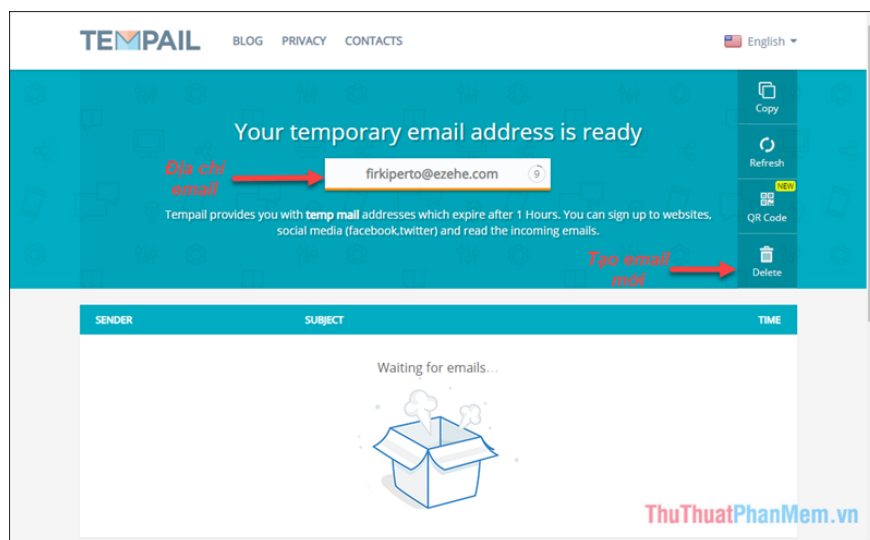 TEMPAIL BLOG PRIVACY CONTACTS English
Copy
Your temporary email address is ready
Refresh
Địa chỉ
email
firkiperto@ezehe.com 9
NEW
QR Code
Tempail provides you with temp mail addresses which expire after 1 Hours. You can sign up to websites,
social media (facebook,twitter) and read the incoming emails.
Tạo email
mới
Delete
SENDER SUBJECT TIME
Waiting for emails...
ThuThuatPhanMem.vn